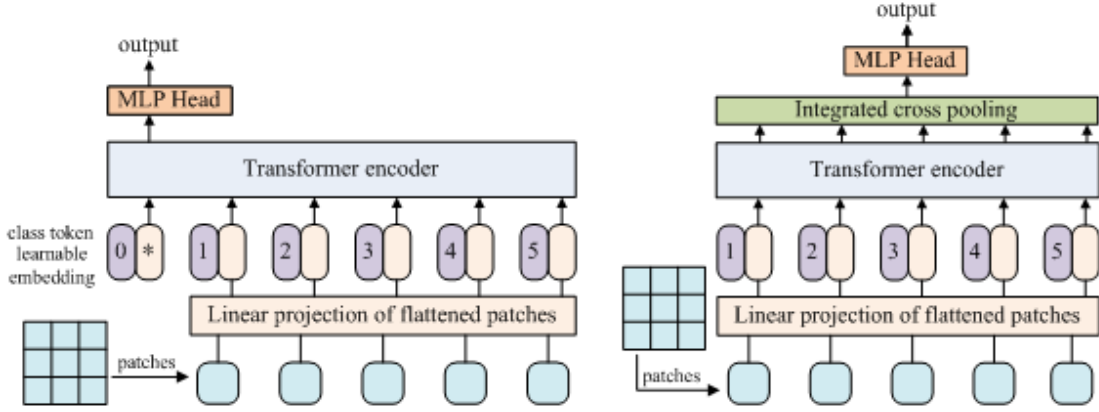 output
MLP Head
Transformer encoder
class token
learnable
embedding
0 * 1 2 3 4 5
Linear projection of flattened patches
patches
output
MLP Head
Integrated cross pooling
Transformer encoder
1 2 3 4 5
Linear projection of flattened patches
patches